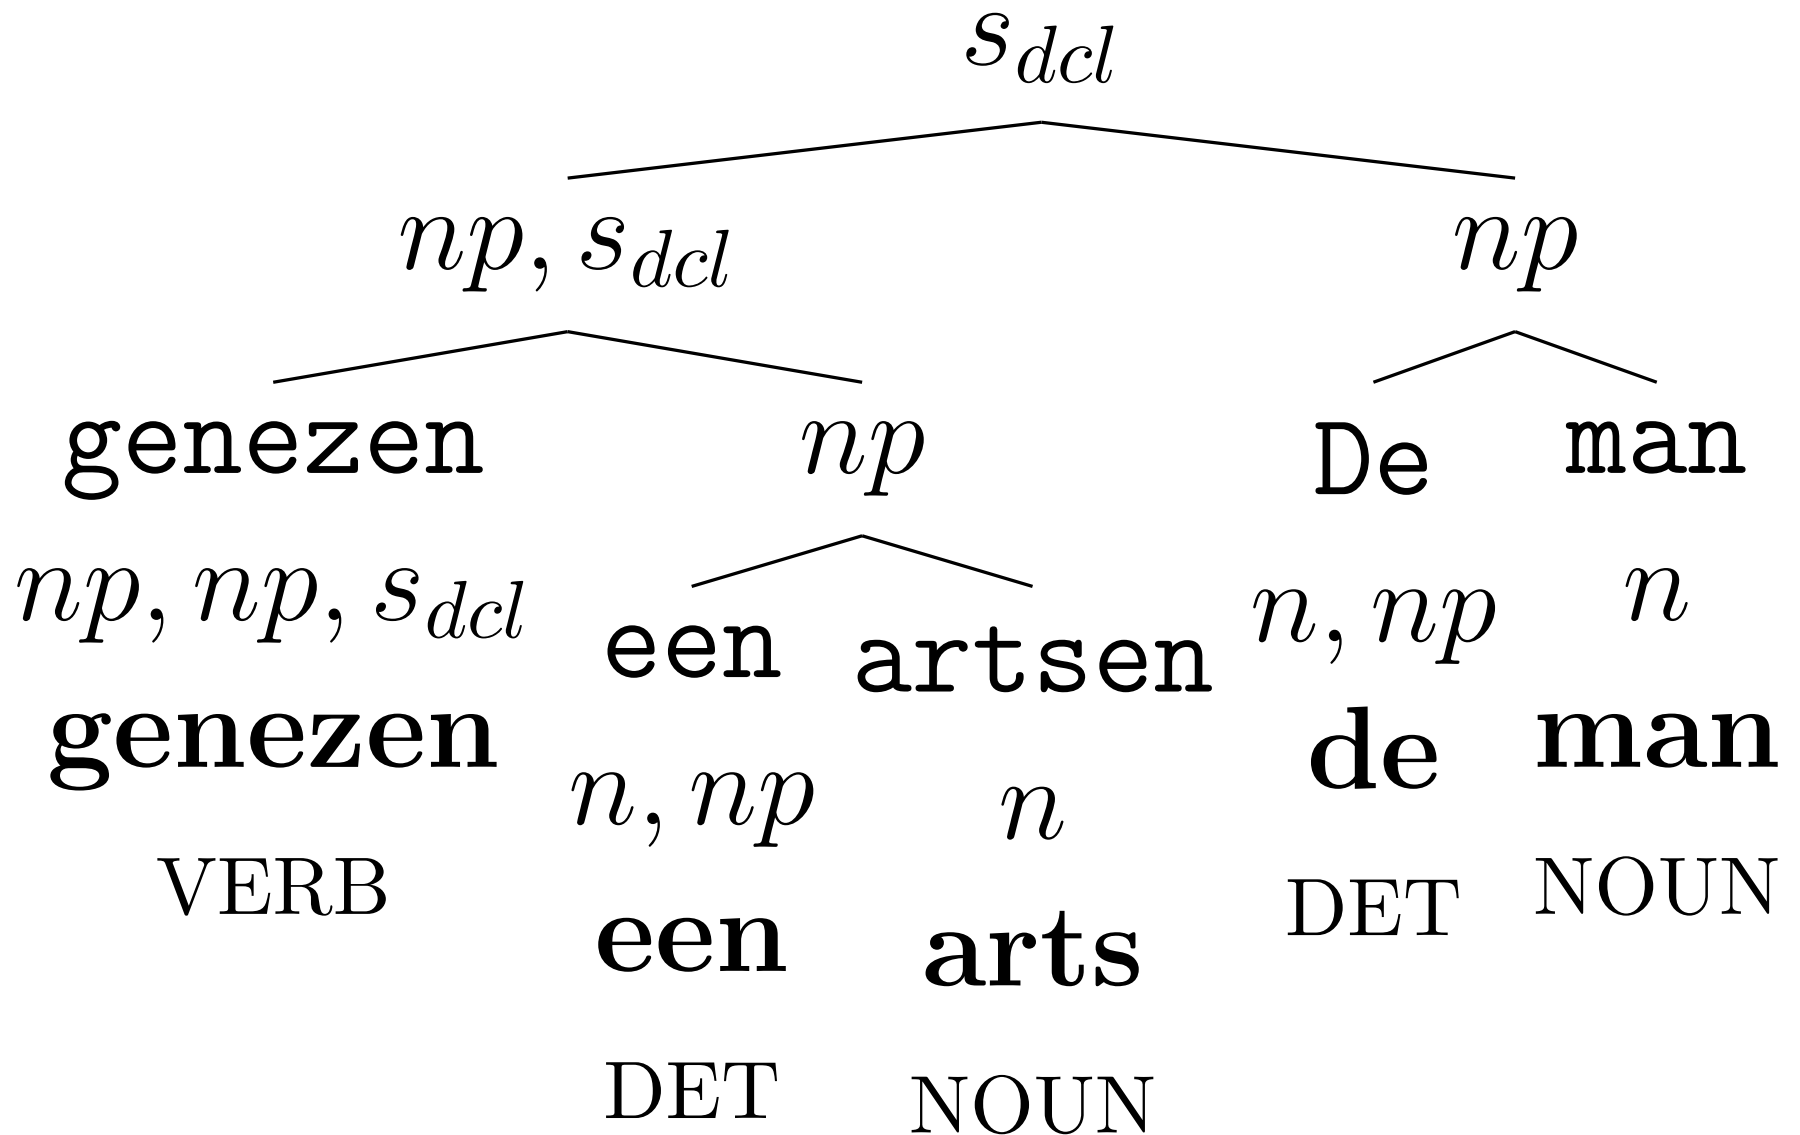 s_dcl
np, s_dcl np
genezen np De man
np, np, s_dcl een artsen n, np n
genezen n, np n de man
VERB een arts DET NOUN
DET NOUN